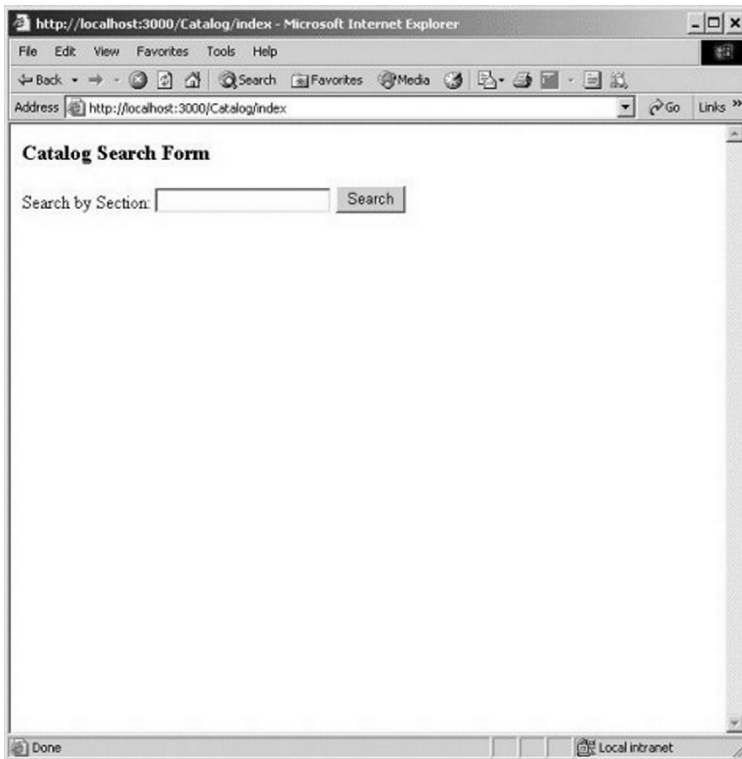 http://localhost:3000/Catalog/index - Microsoft Internet Explorer
File Edit View Favorites Tools Help
Back Search Favorites Media
Address http://localhost:3000/Catalog/index Go Links »
Catalog Search Form
Search by Section: Search
Done Local intranet